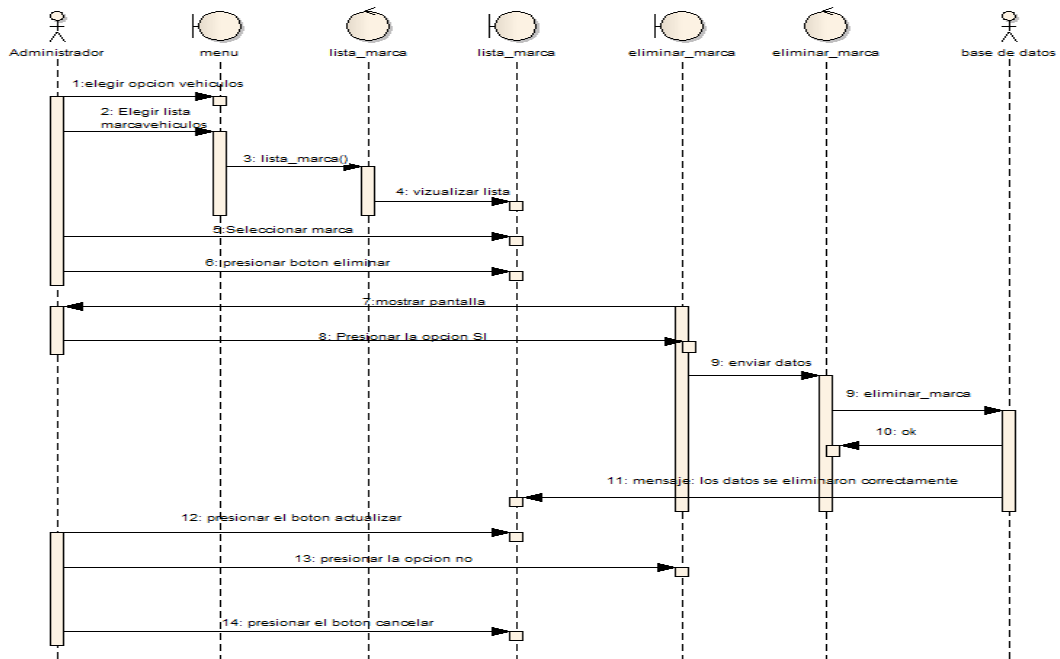 Administrador
menu
lista_marca
lista_marca
eliminar_marca
eliminar_marca
base de datos
1:elegir opcion vehiculos
2: Elegir lista
marcavehiculos
3: lista_marca()
4: vizualizar lista
5:Seleccionar marca
6: presionar boton eliminar
7:mostrar pantalla
8: Presionar la opcion SI
9: enviar datos
9: eliminar_marca
10: ok
11: mensaje: los datos se eliminaron correctamente
12: presionar el boton actualizar
13: presionar la opcion no
14: presionar el boton cancelar